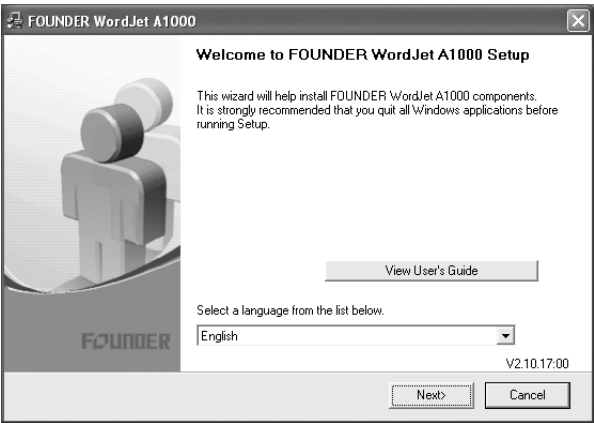 FOUNDER WordJet A1000
Welcome to FOUNDER WordJet A1000 Setup
This wizard will help install FOUNDER WordJet A1000 components.
It is strongly recommended that you quit all Windows applications before
running Setup.
View User's Guide
Select a language from the list below.
English
FOUNDER
V2.10.17:00
Next>
Cancel